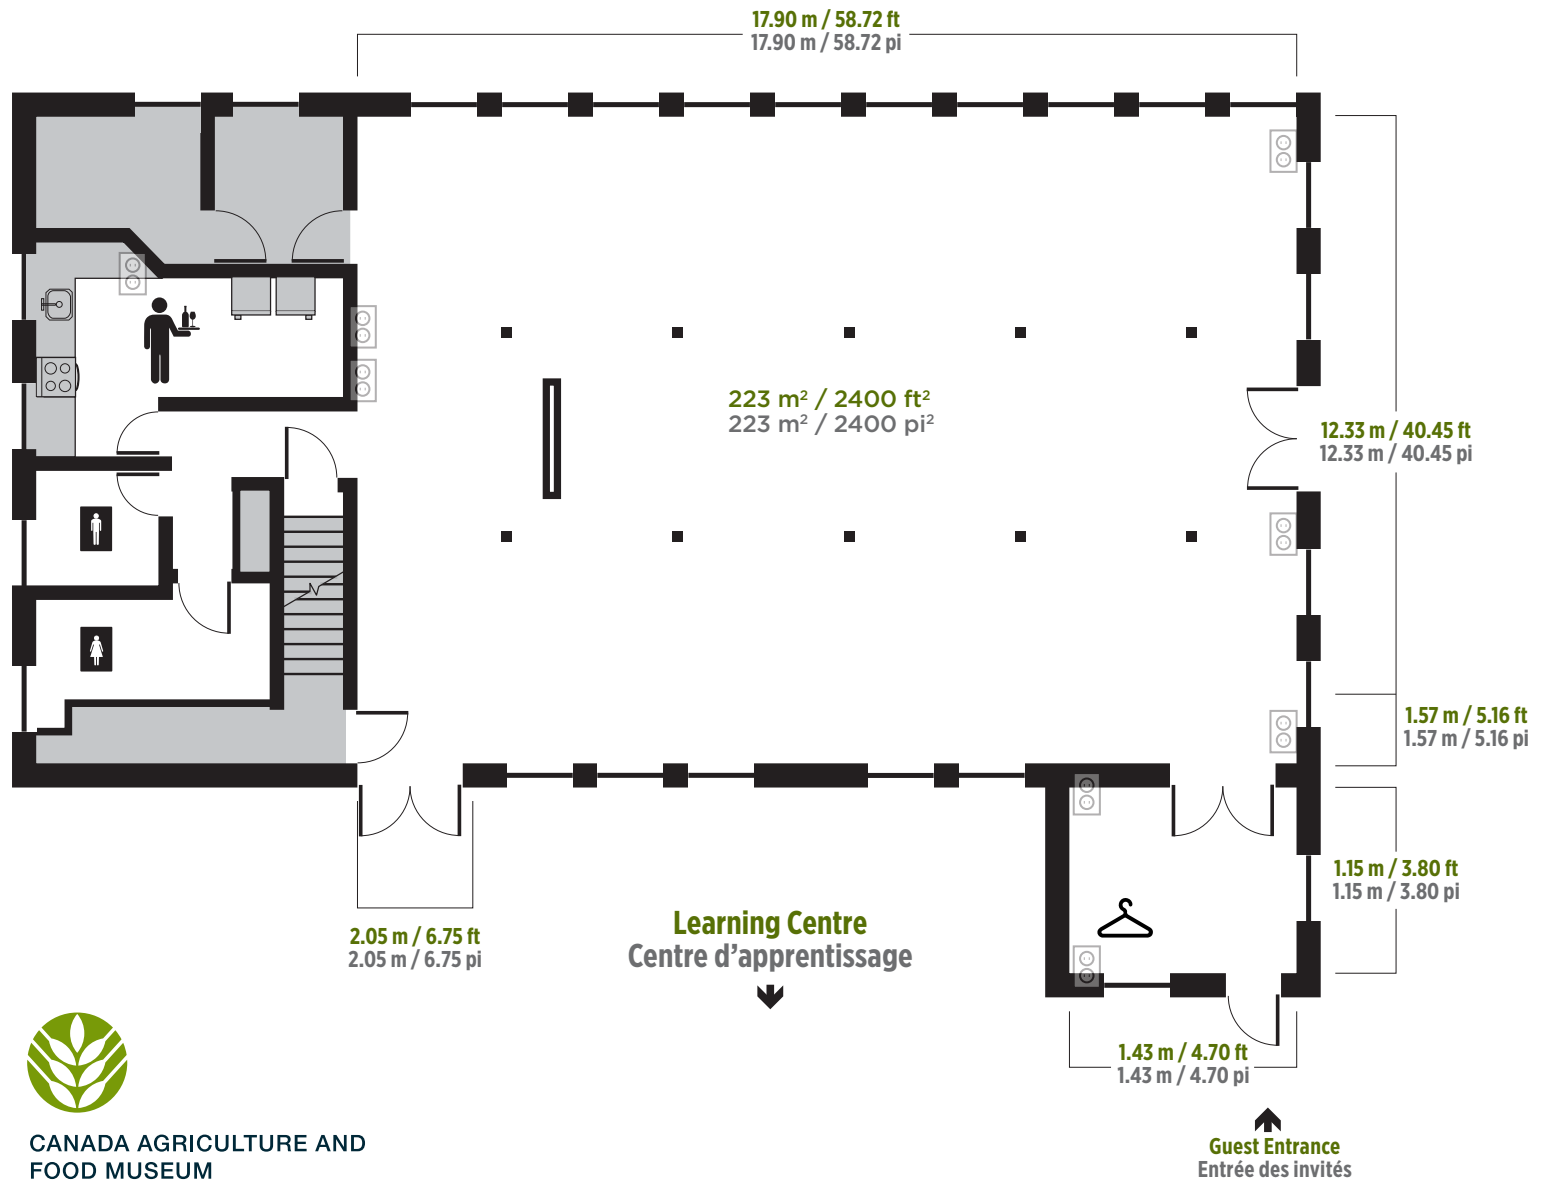 17.90 m / 58.72 ft
17.90 m / 58.72 pi
223 m² / 2400 ft²
223 m² / 2400 pi²
12.33 m / 40.45 ft
12.33 m / 40.45 pi
1.57 m / 5.16 ft
1.57 m / 5.16 pi
1.15 m / 3.80 ft
1.15 m / 3.80 pi
2.05 m / 6.75 ft
2.05 m / 6.75 pi
Learning Centre
Centre d’apprentissage
1.43 m / 4.70 ft
1.43 m / 4.70 pi
Guest Entrance
Entrée des invités
CANADA AGRICULTURE AND
FOOD MUSEUM